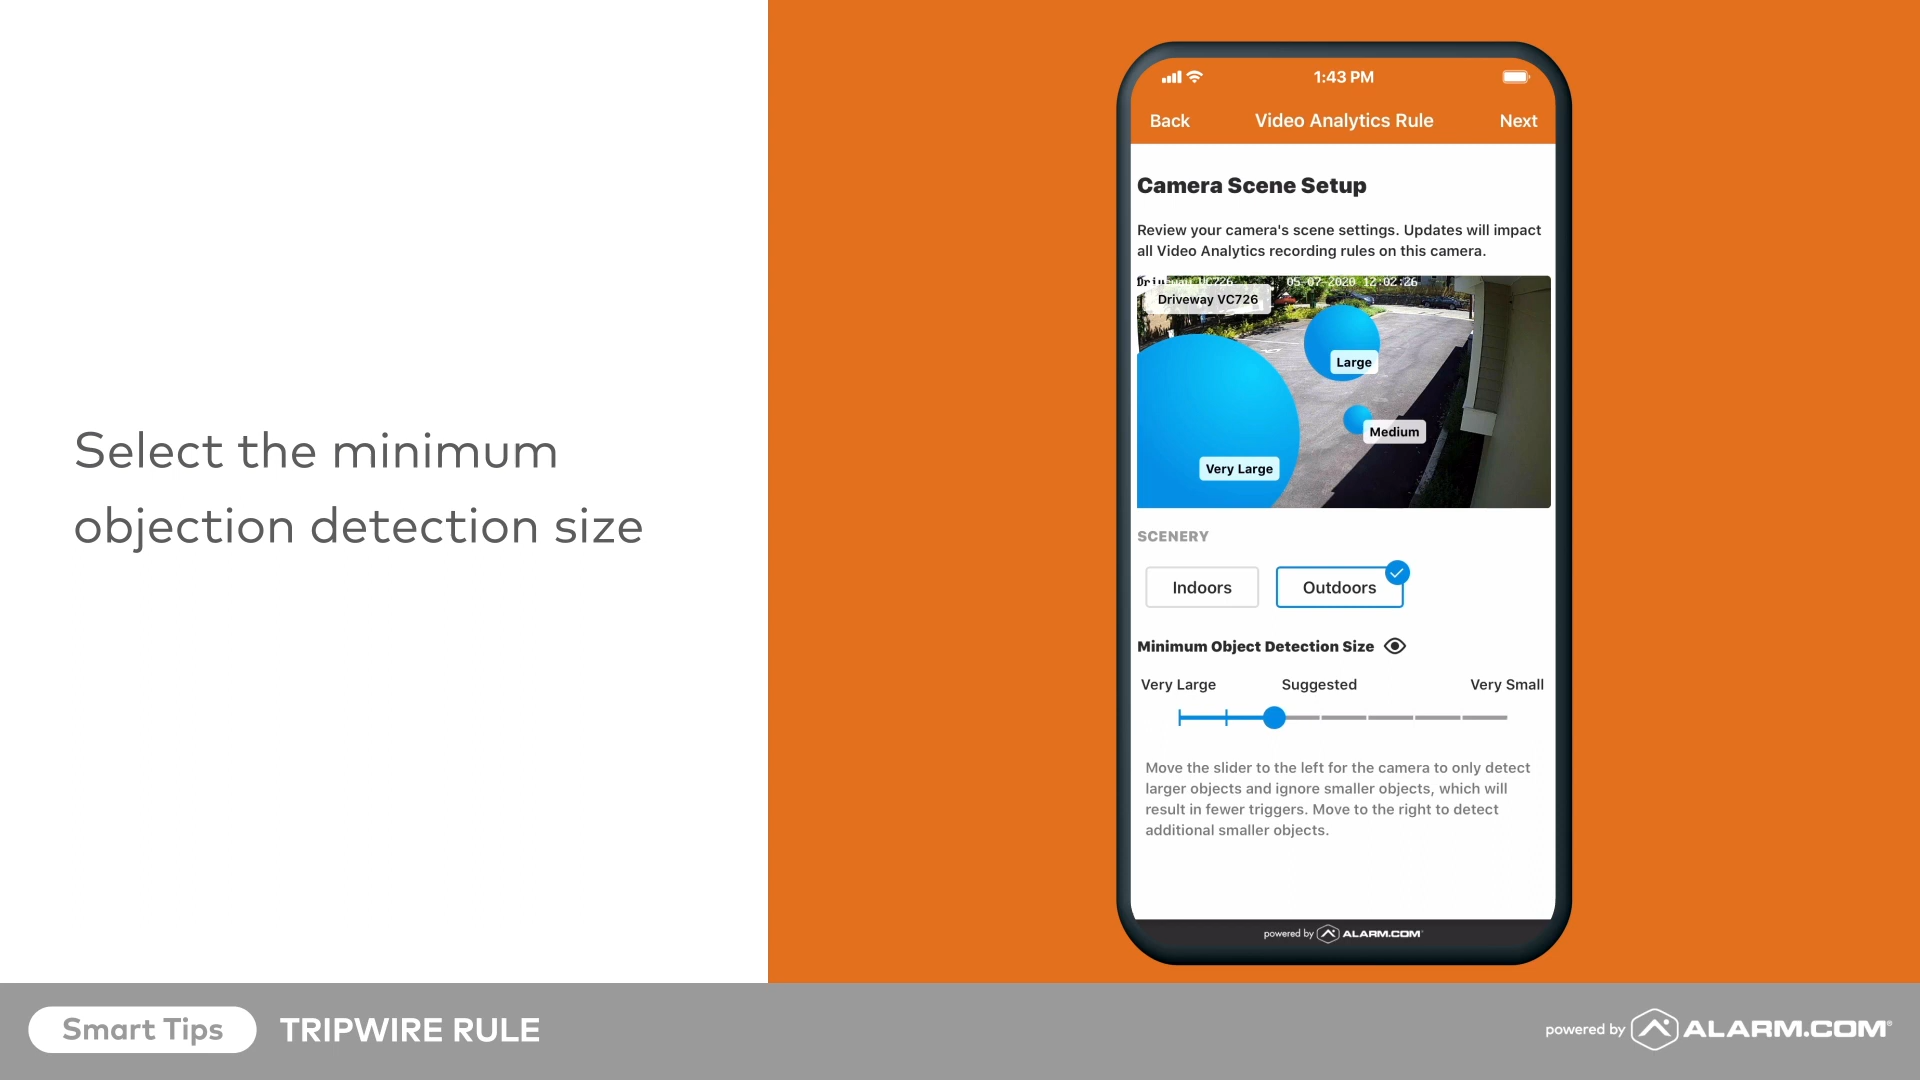 Select the minimum
objection detection size
1:43 PM
Back
Video Analytics Rule
Next
Camera Scene Setup
Review your camera's scene settings. Updates will impact
all Video Analytics recording rules on this camera.
Driveway VC726
05-07-2020 12:02:26
Driveway VC726
Large
Medium
Very Large
SCENERY
Indoors
Outdoors
Minimum Object Detection Size
Very Large
Suggested
Very Small
Move the slider to the left for the camera to only detect
larger objects and ignore smaller objects, which will
result in fewer triggers. Move to the right to detect
additional smaller objects.
powered by ALARM.COM
Smart Tips
TRIPWIRE RULE
powered by ALARM.COM®